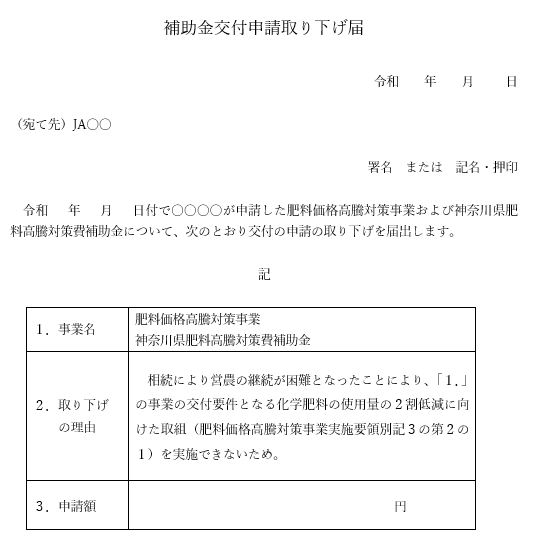 補助金交付申請取り下げ届
令和　　年　　月　　日
（宛て先）JA〇〇
署名　または　記名・押印
令和　年　月　日付で〇〇〇〇が申請した肥料価格高騰対策事業および神奈川県肥
料高騰対策費補助金について、次のとおり交付の申請の取り下げを届出します。
記
１．事業名
肥料価格高騰対策事業
神奈川県肥料高騰対策費補助金
２．取り下げ
の理由
相続により営農の継続が困難となったことにより、「１．」
の事業の交付要件となる化学肥料の使用量の２割低減に向
けた取組（肥料価格高騰対策事業実施要領別記３の第２の
１）を実施できないため。
３．申請額
円